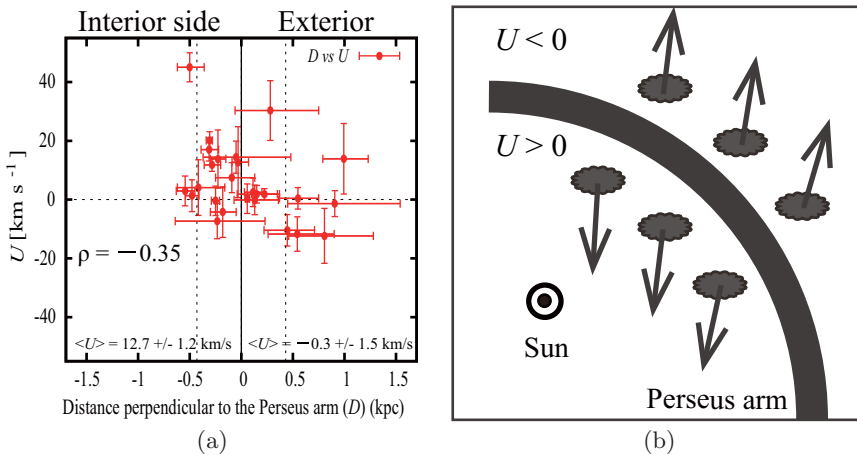 Interior side Exterior
D vs U
40
20
0
-20
-40
U [km s⁻¹]
ρ = −0.35
<U> = 12.7 +/- 1.2 km/s <U> = −0.3 +/- 1.5 km/s
-1.5 -1 -0.5 0 0.5 1 1.5
Distance perpendicular to the Perseus arm (D) (kpc)
(a)
U < 0
U > 0
Sun
Perseus arm
(b)